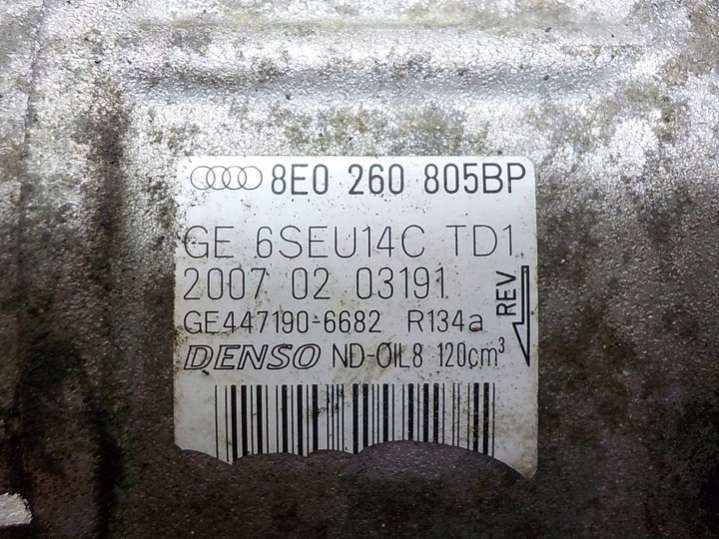 8E0 260 805BP
GE 6SEU14C TD1
2007 02 03191
GE447190-6682 R134a
DENSO ND-OIL8 120cm³
REV